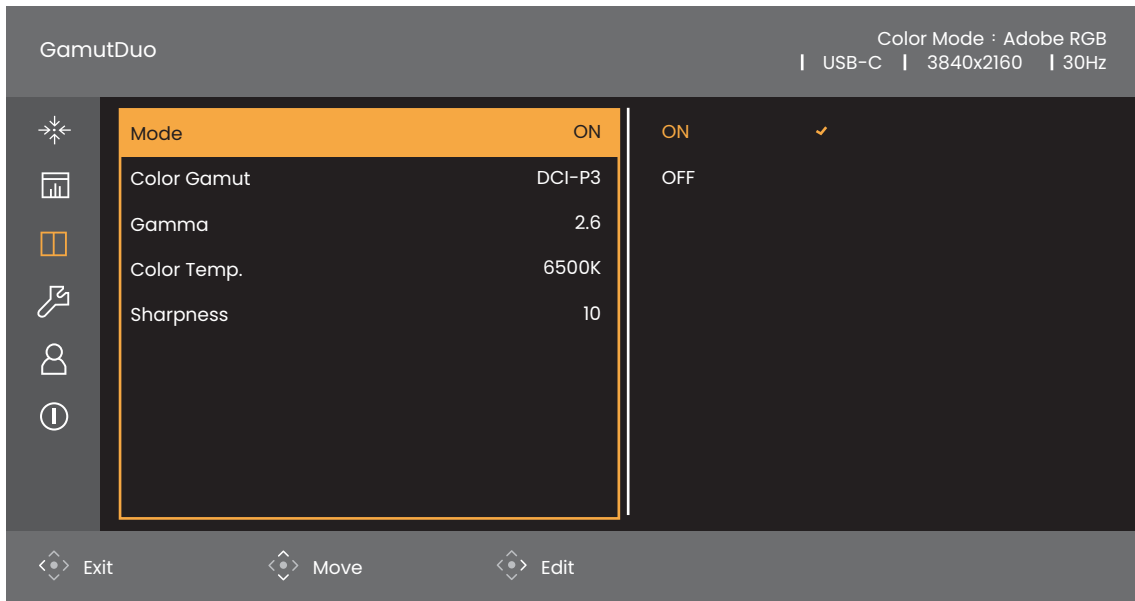 GamutDuo
Color Mode : Adobe RGB
USB-C | 3840x2160 | 30Hz
Mode ON
ON
Color Gamut DCI-P3
OFF
Gamma 2.6
Color Temp. 6500K
Sharpness 10
Exit Move Edit